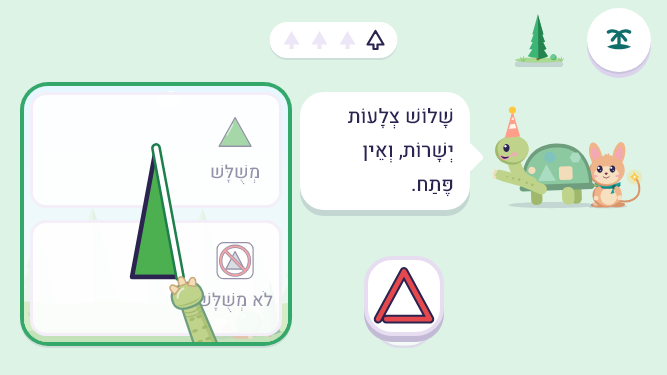 שָׁלוֹשׁ צְלָעוֹת
יְשָׁרוֹת, וְאֵין
פֶּתַח.
מְשֻׁלָּשׁ
לֹא מְשֻׁלָּשׁ